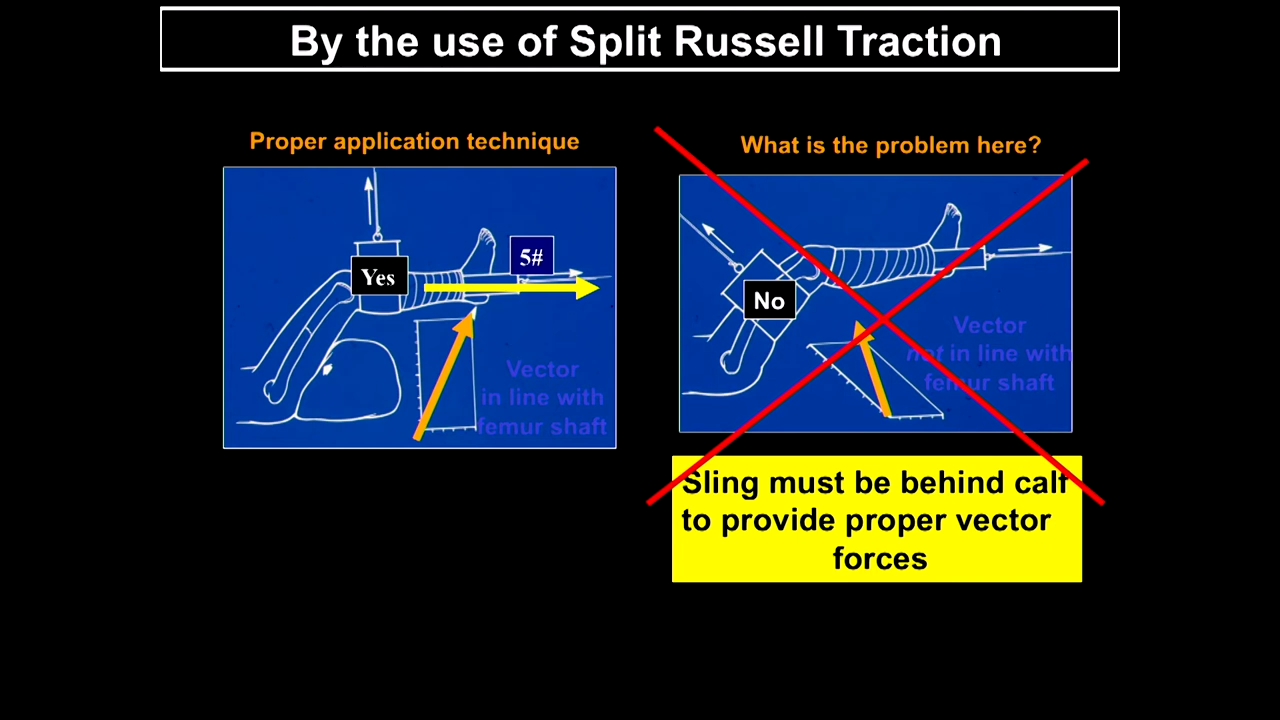 By the use of Split Russell Traction
Proper application technique
Yes
5#
Vector
in line with
femur shaft
What is the problem here?
No
Vector
not in line with
femur shaft
Sling must be behind calf
to provide proper vector
forces